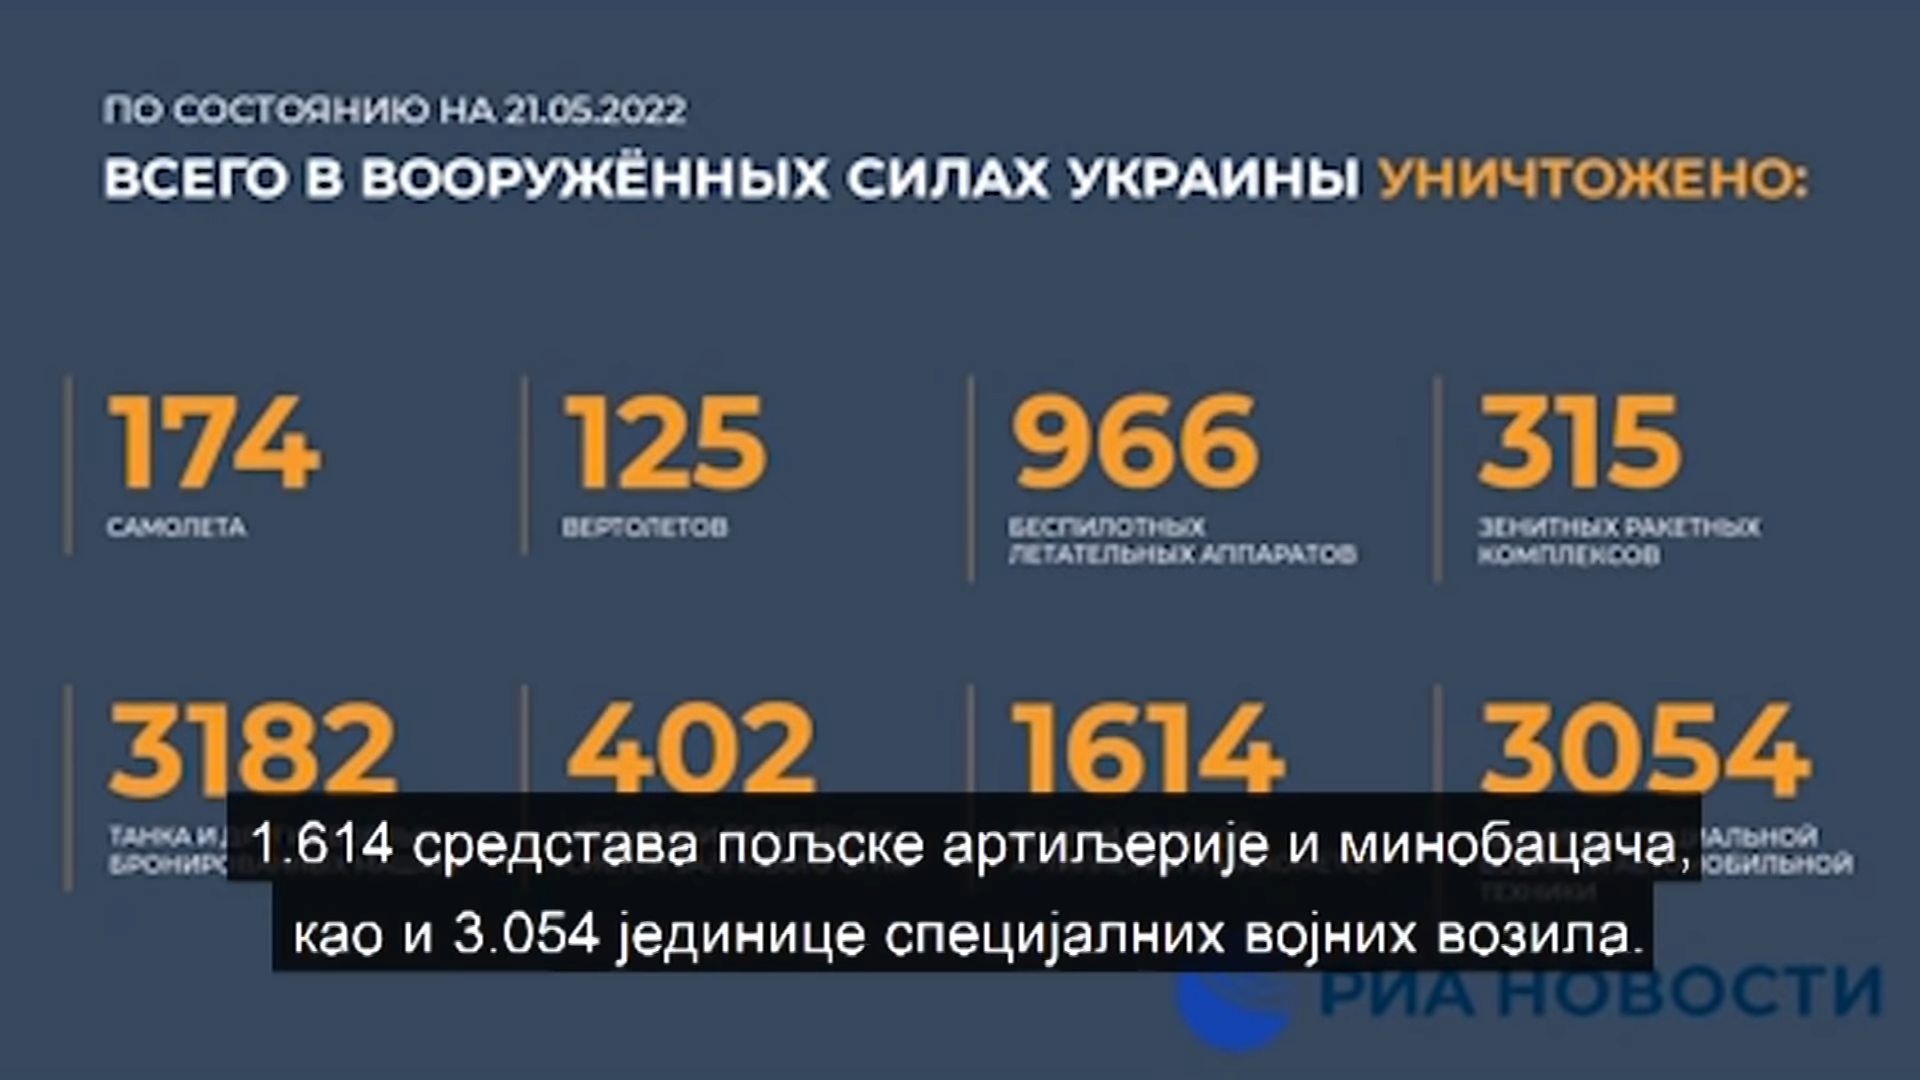 ПО СОСТОЯНИЮ НА 21.05.2022
ВСЕГО В ВООРУЖЁННЫХ СИЛАХ УКРАИНЫ УНИЧТОЖЕНО:
174
САМОЛЕТА
125
ВЕРТОЛЕТОВ
966
БЕСПИЛОТНЫХ
ЛЕТАТЕЛЬНЫХ АППАРАТОВ
315
ЗЕНИТНЫХ РАКЕТНЫХ
КОМПЛЕКСОВ
3182
ТАНКА И
402
1614
3054
ТЕХНИКИ
1.614 средстава пољске артиљерије и минобацача,
као и 3.054 јединице специјалних војних возила.
РИА НОВОСТИ